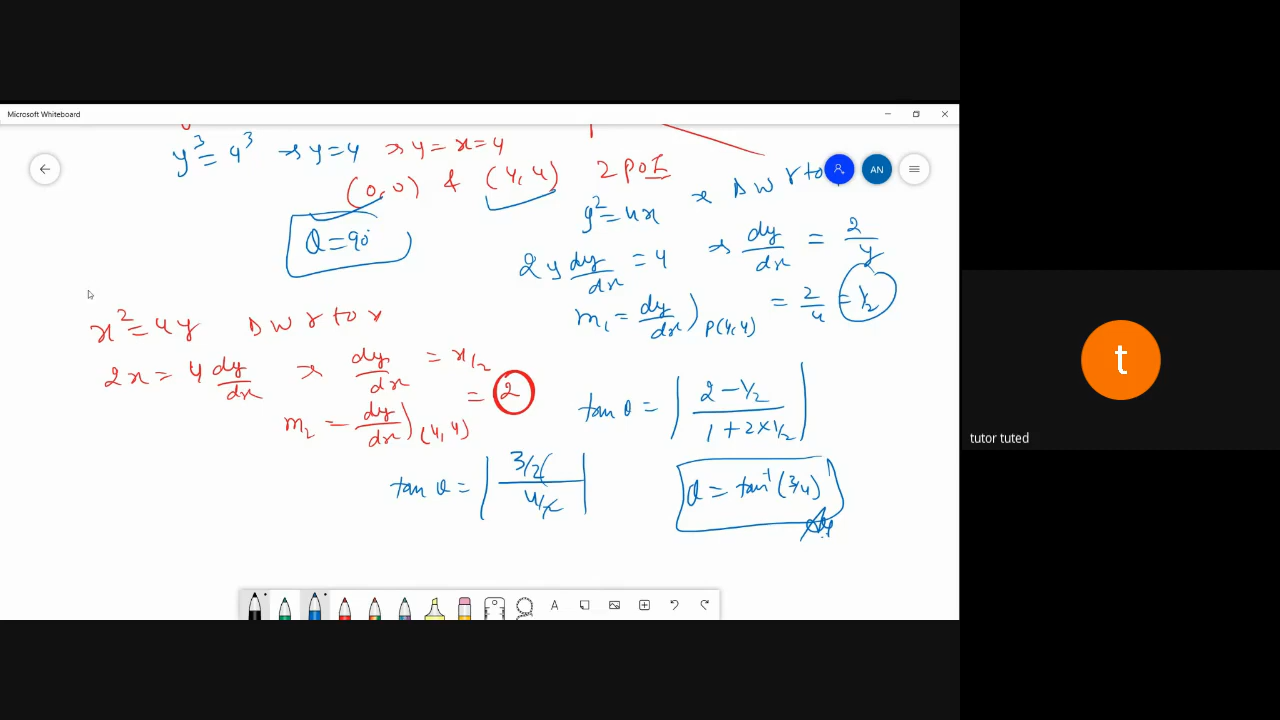 Microsoft Whiteboard
y³ = 4³ ⇒ y = 4 ⇒ y = x = 4
(0,0) & (4,4) 2 POI
θ = 90°
y² = 4x ⇒ D w r to
2y dy/dx = 4 ⇒ dy/dx = 2/y
m₁ = dy/dx)P(4,4) = 2/4 = 1/2
x² = 4y D w r to x
2x = 4 dy/dx ⇒ dy/dx = x/2
m₂ = dy/dx)(4,4) = 2
tan θ = |(2 - 1/2)/(1 + 2 × 1/2)|
tan θ = |(3/2)/(4/2)|
θ = tan⁻¹(3/4)
AN
t
tutor tuted
A